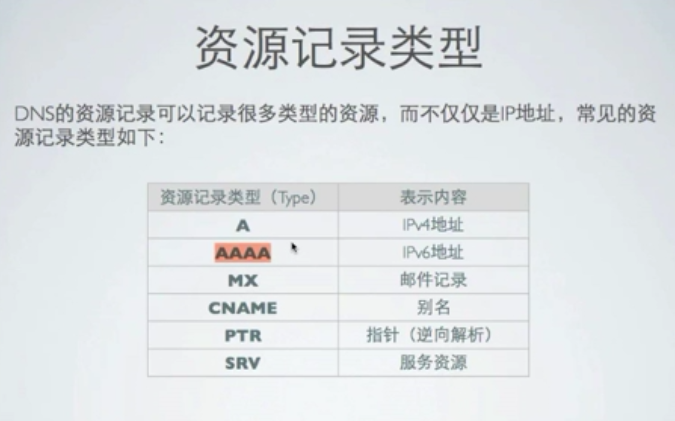 资源记录类型
DNS的资源记录可以记录很多类型的资源，而不仅仅是IP地址，常见的资
源记录类型如下：
资源记录类型（Type） 表示内容
A IPv4地址
AAAA IPv6地址
MX 邮件记录
CNAME 别名
PTR 指针（逆向解析）
SRV 服务资源